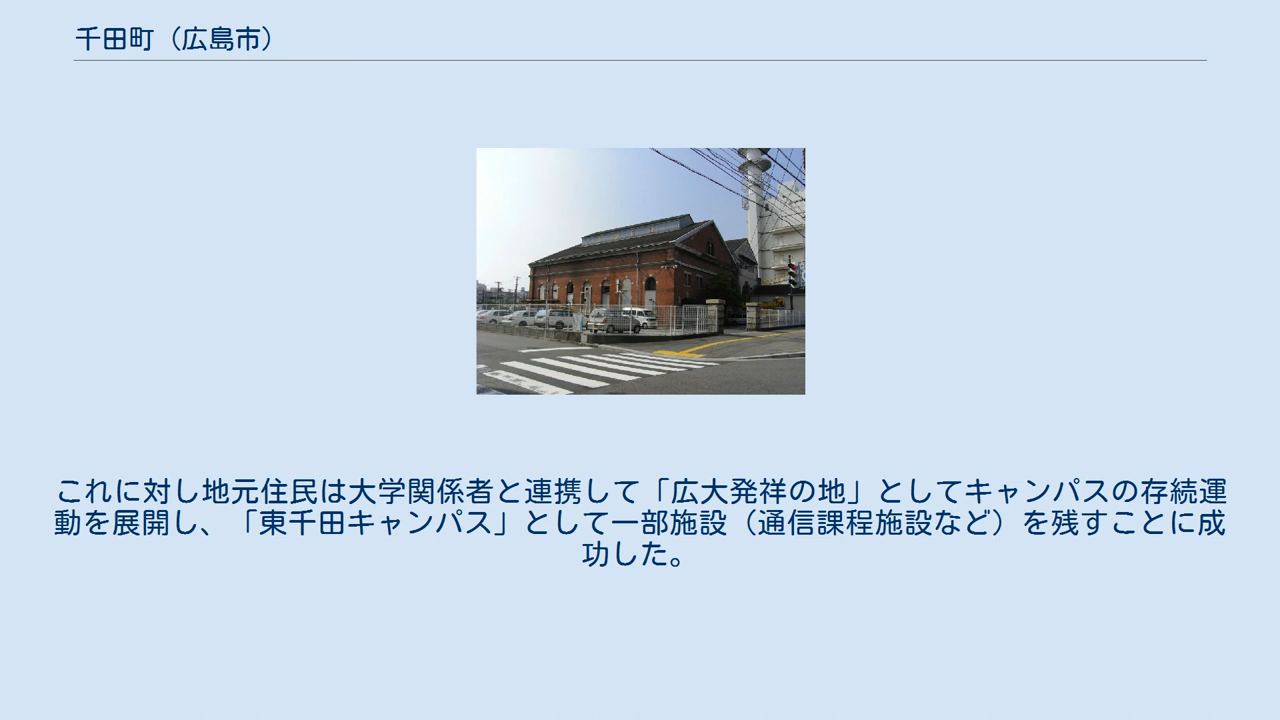 千田町（広島市）
これに対し地元住民は大学関係者と連携して「広大発祥の地」としてキャンパスの存続運
動を展開し、「東千田キャンパス」として一部施設（通信課程施設など）を残すことに成
功した。